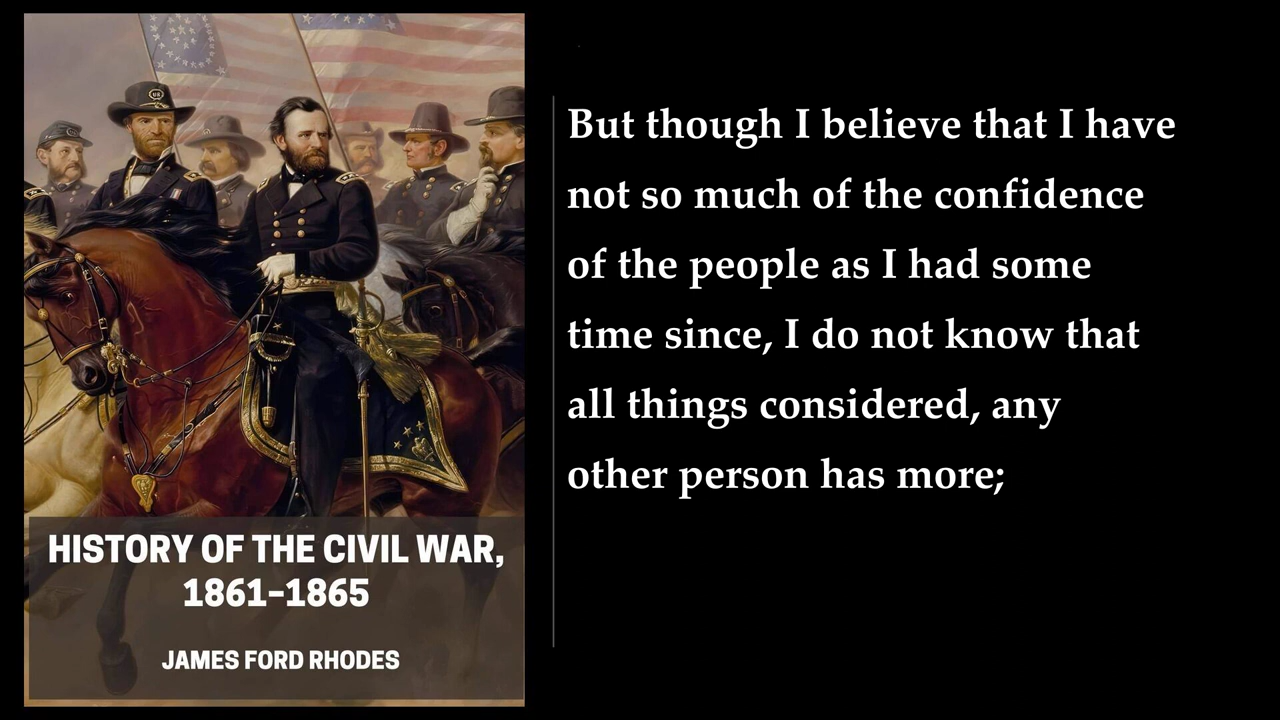 HISTORY OF THE CIVIL WAR,
1861–1865
JAMES FORD RHODES
But though I believe that I have
not so much of the confidence
of the people as I had some
time since, I do not know that
all things considered, any
other person has more;